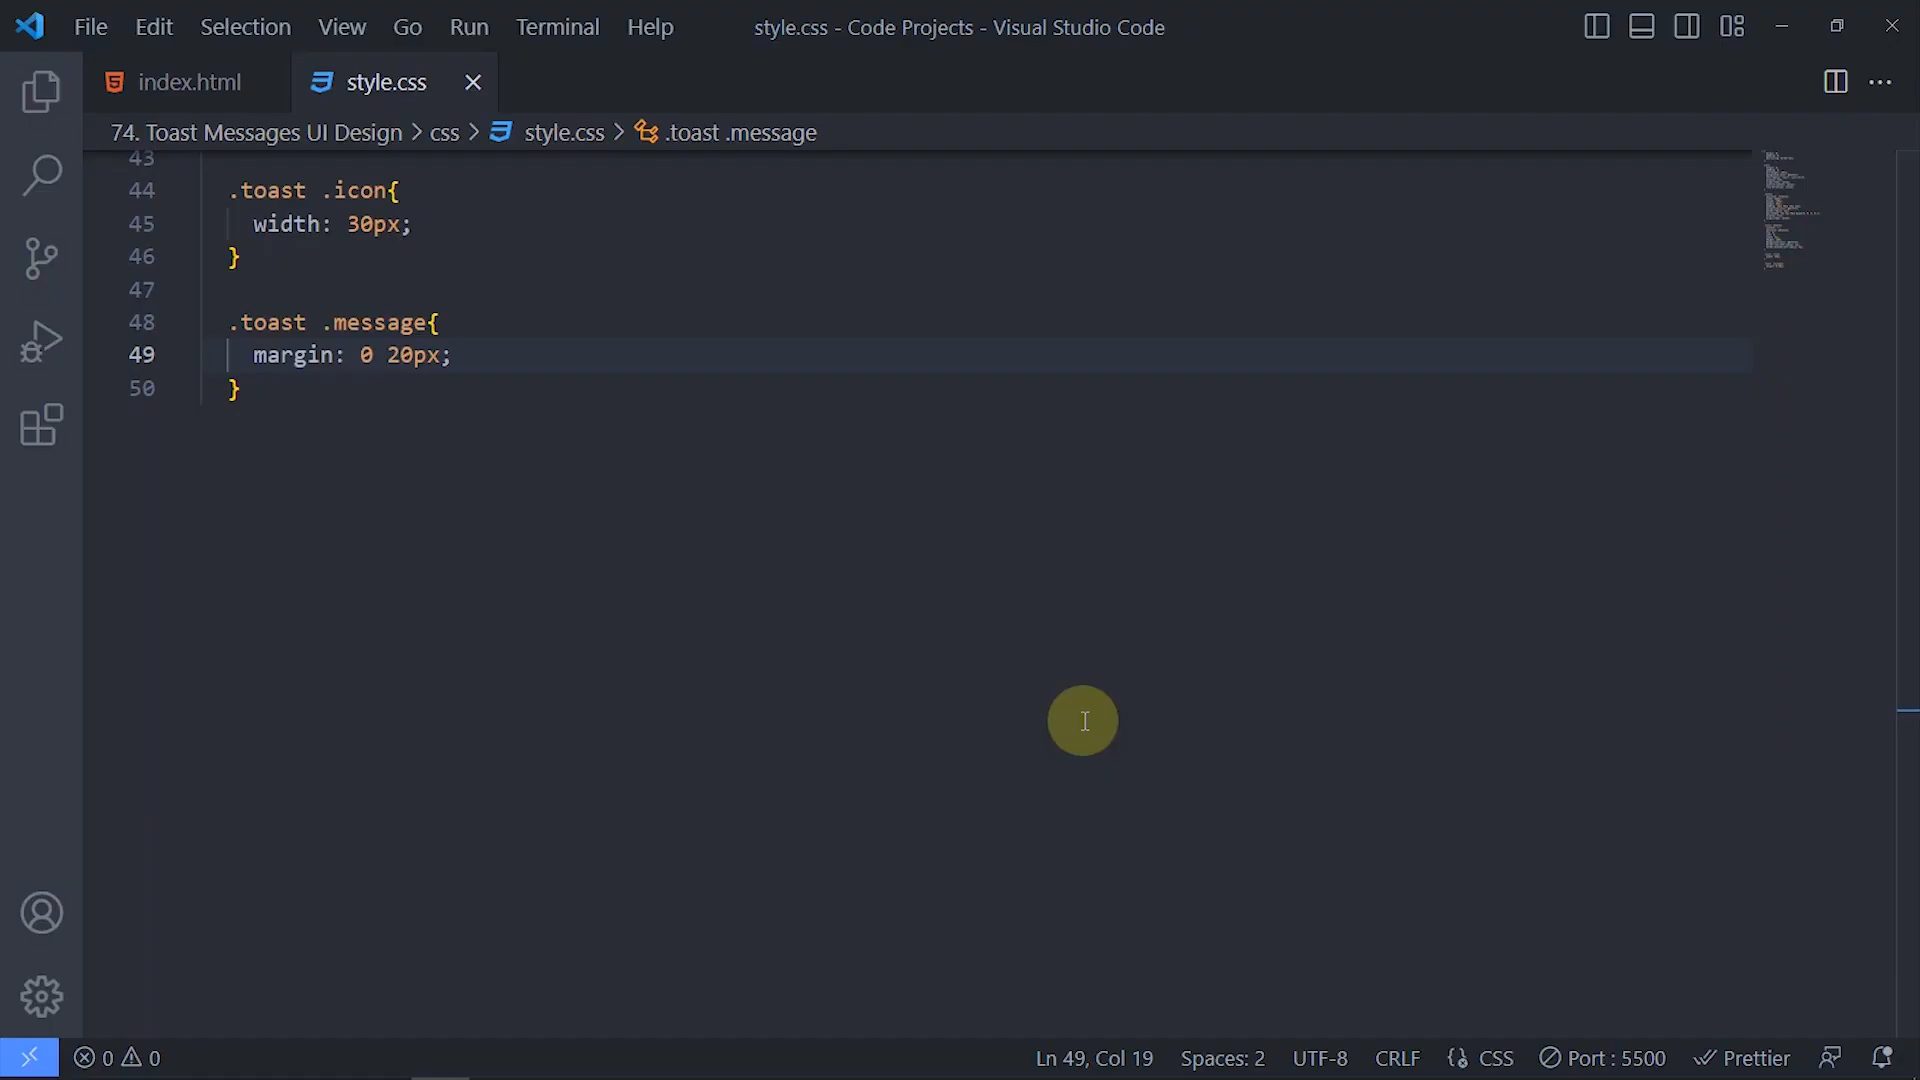 File Edit Selection View Go Run Terminal Help style.css - Code Projects - Visual Studio Code
index.html style.css
74. Toast Messages UI Design > css > style.css > .toast .message
43
44 .toast .icon{
45 width: 30px;
46 }
47
48 .toast .message{
49 margin: 0 20px;
50 }
0 0 Ln 49, Col 19 Spaces: 2 UTF-8 CRLF CSS Port : 5500 Prettier